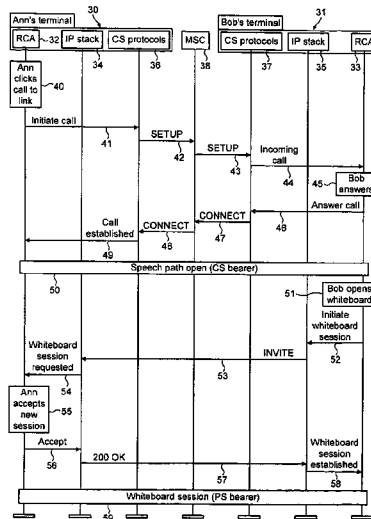 Ann's terminal
30
Bob's terminal
31
RCA
32
IP stack
CS protocols
MSC
CS protocols
IP stack
RCA
34
36
38
37
35
33
Ann
clicks
call to
link
40
Initiate call
41
SETUP
42
SETUP
43
Incoming
call
44
45
Bob
answers
Answer call
46
CONNECT
47
CONNECT
48
Call
established
49
Speech path open (CS bearer)
50
51
Bob opens
whiteboard
Initiate
whiteboard
session
52
INVITE
53
Whiteboard
session
requested
54
Ann
accepts
new
session
55
Accept
56
200 OK
57
Whiteboard
session
established
58
Whiteboard session (PS bearer)
59